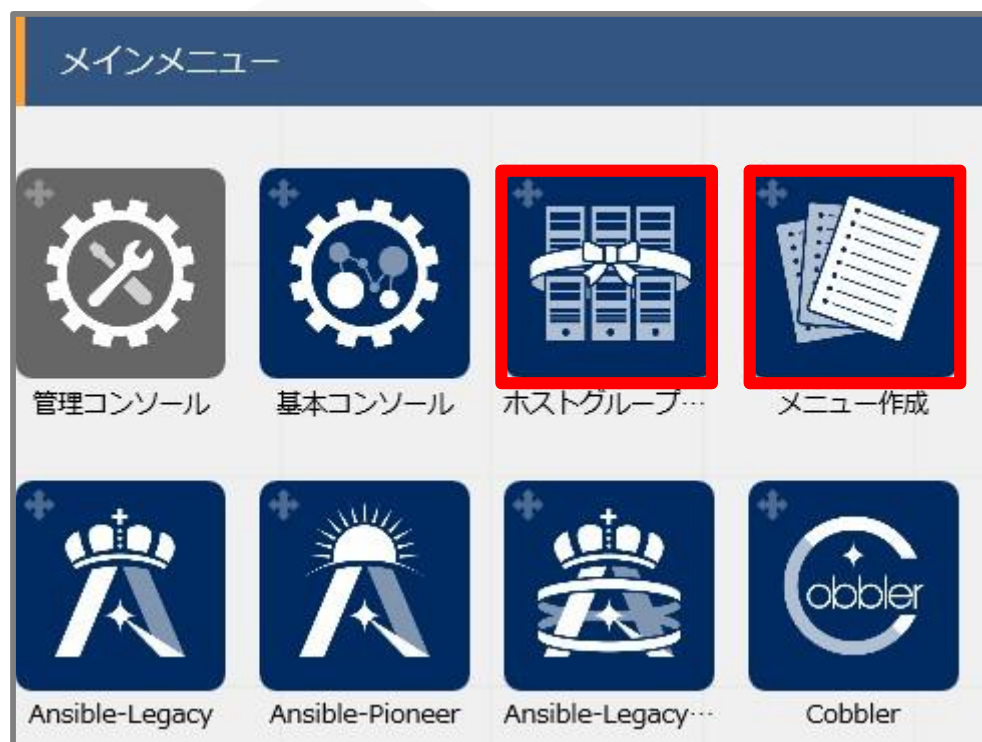 メインメニュー
管理コンソール
基本コンソール
ホストグループ…
メニュー作成
obbler
Ansible-Legacy
Ansible-Pioneer
Ansible-Legacy…
Cobbler